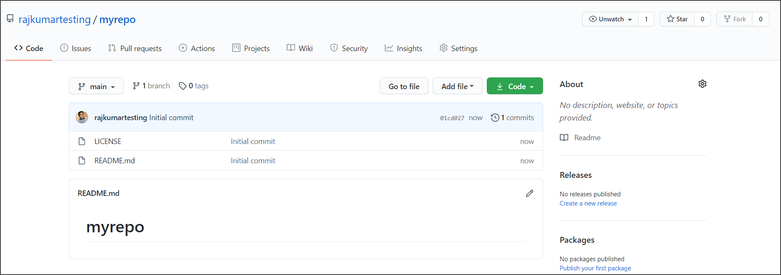 rajkumartesting / myrepo
Unwatch 1 Star 0 Fork 0
Code Issues Pull requests Actions Projects Wiki Security Insights Settings
main 1 branch 0 tags Go to file Add file Code
About
rajkumartesting Initial commit 01cd027 now 1 commits
No description, website, or topics
provided.
LICENSE Initial commit now
Readme
README.md Initial commit now
Releases
README.md
No releases published
Create a new release
myrepo
Packages
No packages published
Publish your first package